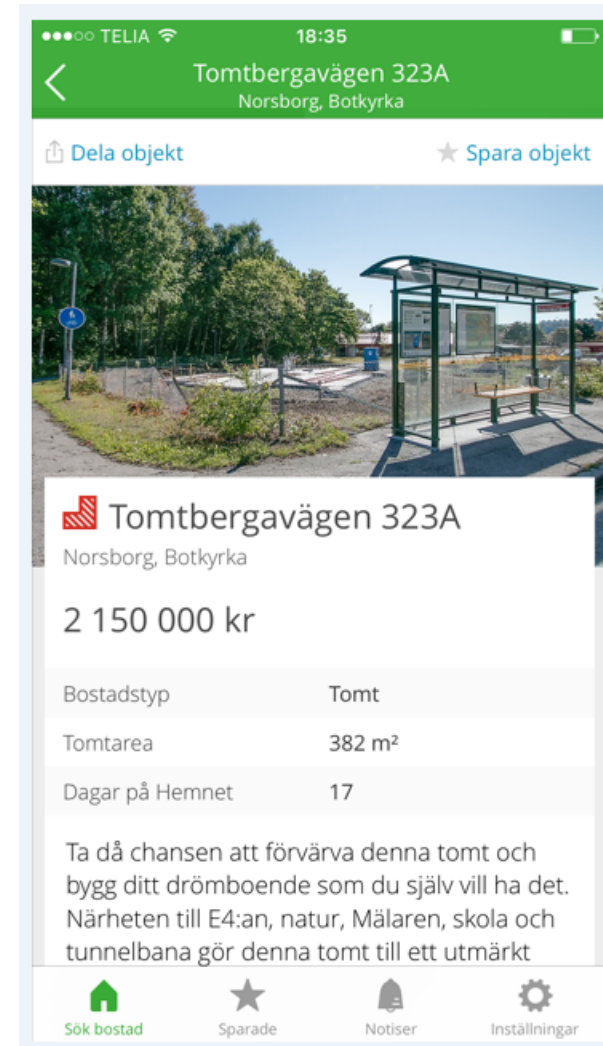 TELIA 18:35
Tomtbergavägen 323A
Norsborg, Botkyrka
Dela objekt Spara objekt
Tomtbergavägen 323A
Norsborg, Botkyrka
2 150 000 kr
Bostadstyp Tomt
Tomtarea 382 m²
Dagar på Hemnet 17
Ta då chansen att förvärva denna tomt och
bygg ditt drömboende som du själv vill ha det.
Närheten till E4:an, natur, Mälaren, skola och
tunnelbana gör denna tomt till ett utmärkt
Sök bostad Sparade Notiser Inställningar